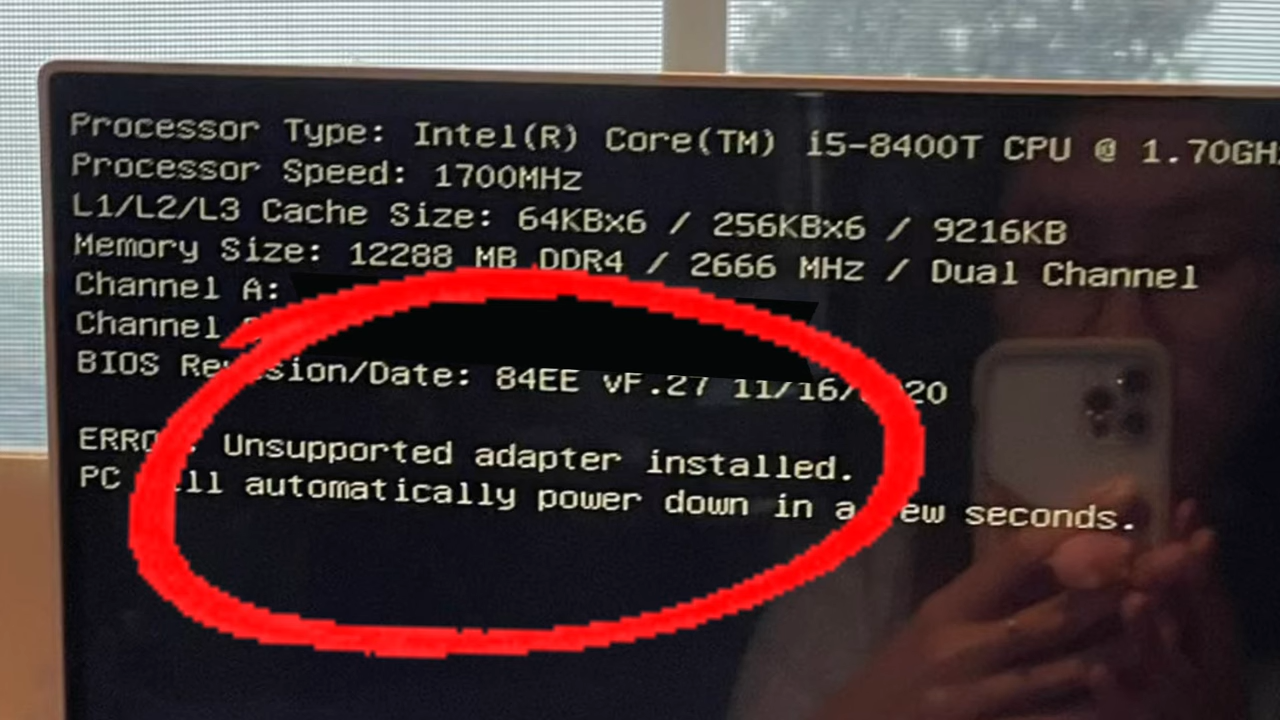 Processor Type: Intel(R) Core(TM) i5-8400T CPU @ 1.70GH
Processor Speed: 1700MHz
L1/L2/L3 Cache Size: 64KBx6 / 256KBx6 / 9216KB
Memory Size: 12288 MB DDR4 / 2666 MHz / Dual Channel
Channel A:
Channel
BIOS Revision/Date: 84EE vF.27
Unsupported adapter installed.
PC automatically power down in a seconds.